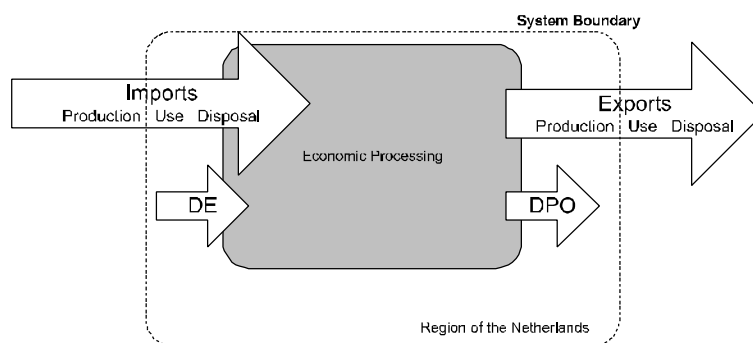 System Boundary
Imports
Production Use Disposal
Exports
Production Use Disposal
Economic Processing
DE
DPO
Region of the Netherlands